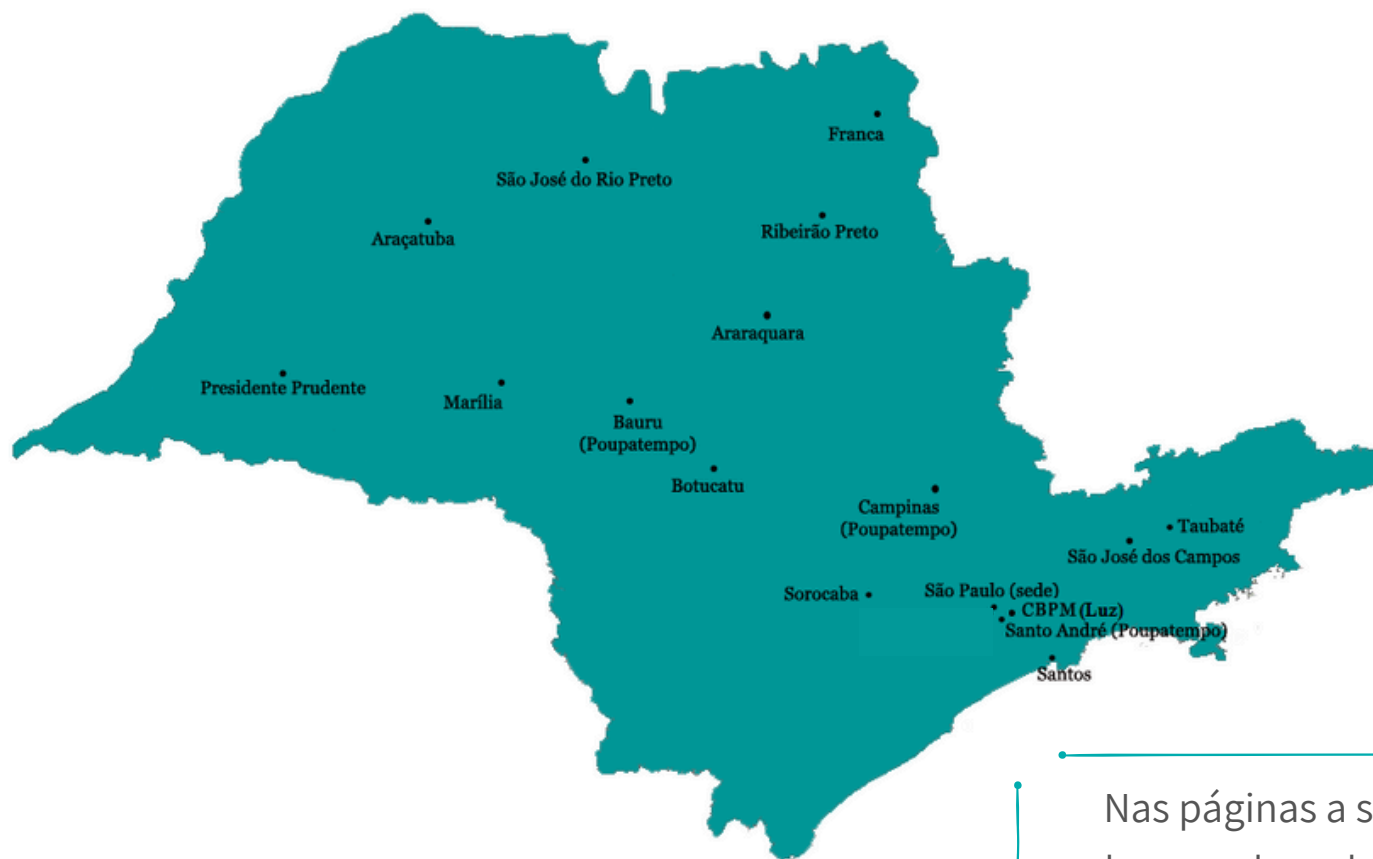 Franca
São José do Rio Preto
Ribeirão Preto
Araçatuba
Araraquara
Presidente Prudente
Marília
Bauru
(Poupatempo)
Botucatu
Campinas
(Poupatempo)
Taubaté
São José dos Campos
Sorocaba
São Paulo (sede)
CBPM (Luz)
Santo André (Poupatempo)
Santos
Nas páginas a s